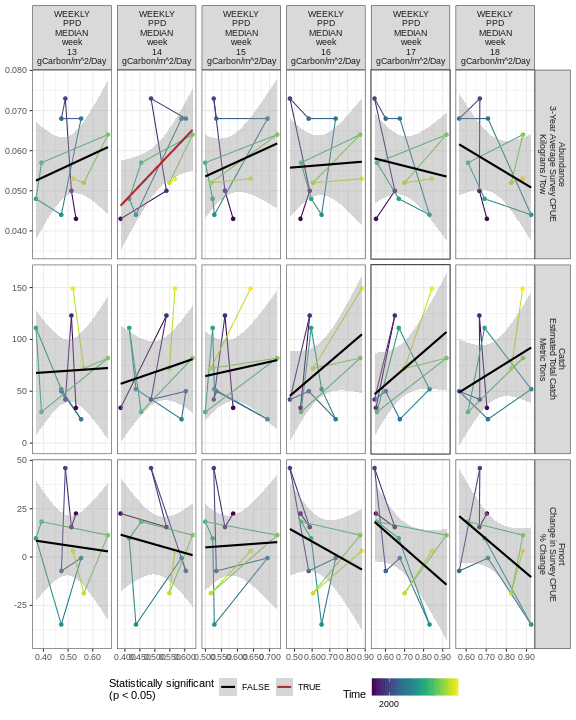 WEEKLY
PPD
MEDIAN
week
13
gCarbon/m^2/Day
WEEKLY
PPD
MEDIAN
week
14
gCarbon/m^2/Day
WEEKLY
PPD
MEDIAN
week
15
gCarbon/m^2/Day
WEEKLY
PPD
MEDIAN
week
16
gCarbon/m^2/Day
WEEKLY
PPD
MEDIAN
week
17
gCarbon/m^2/Day
WEEKLY
PPD
MEDIAN
week
18
gCarbon/m^2/Day
0.080
0.070
0.060
0.050
0.040
Abundance
3-Year Average Survey CPUE
Kilograms / Tow
150
100
50
0
Catch
Estimated Total Catch
Metric Tons
50
25
0
-25
Fmort
Change in Survey CPUE
% Change
0.40 0.50 0.60
0.400 0.450 0.500 0.550 0.600
0.500 0.550 0.600 0.650 0.700
0.50 0.60 0.70 0.80 0.90
0.60 0.70 0.80 0.90
0.60 0.70 0.80 0.90
Statistically significant
(p < 0.05)
FALSE
TRUE
Time
2000